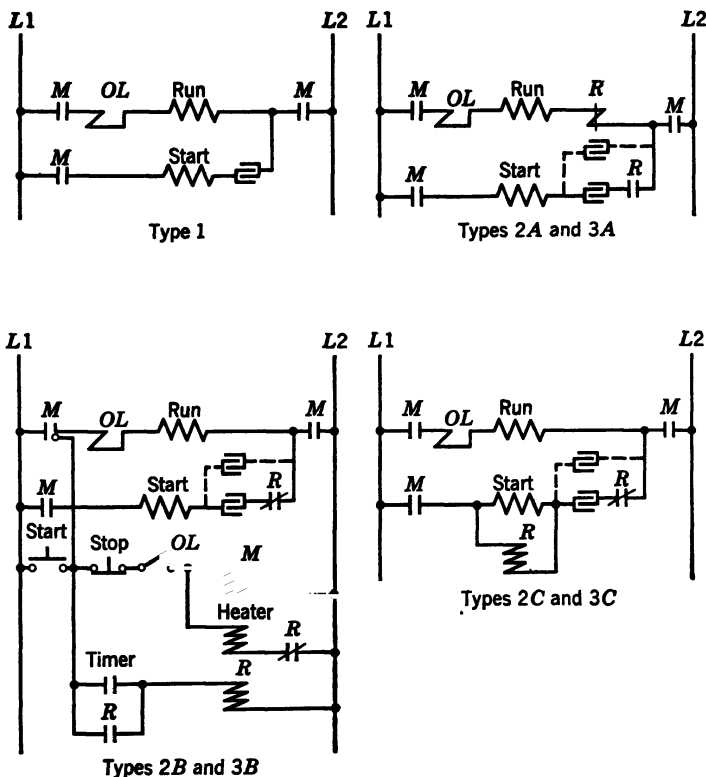 L1
L2
M
OL
Run
M
M
Start
Type 1
L1
L2
M
OL
Run
R
M
M
Start
R
Types 2A and 3A
L1
L2
M
OL
Run
M
M
Start
R
Start
Stop
OL
M
Heater
R
Timer
R
R
Types 2B and 3B
L1
L2
M
OL
Run
M
M
Start
R
R
Types 2C and 3C